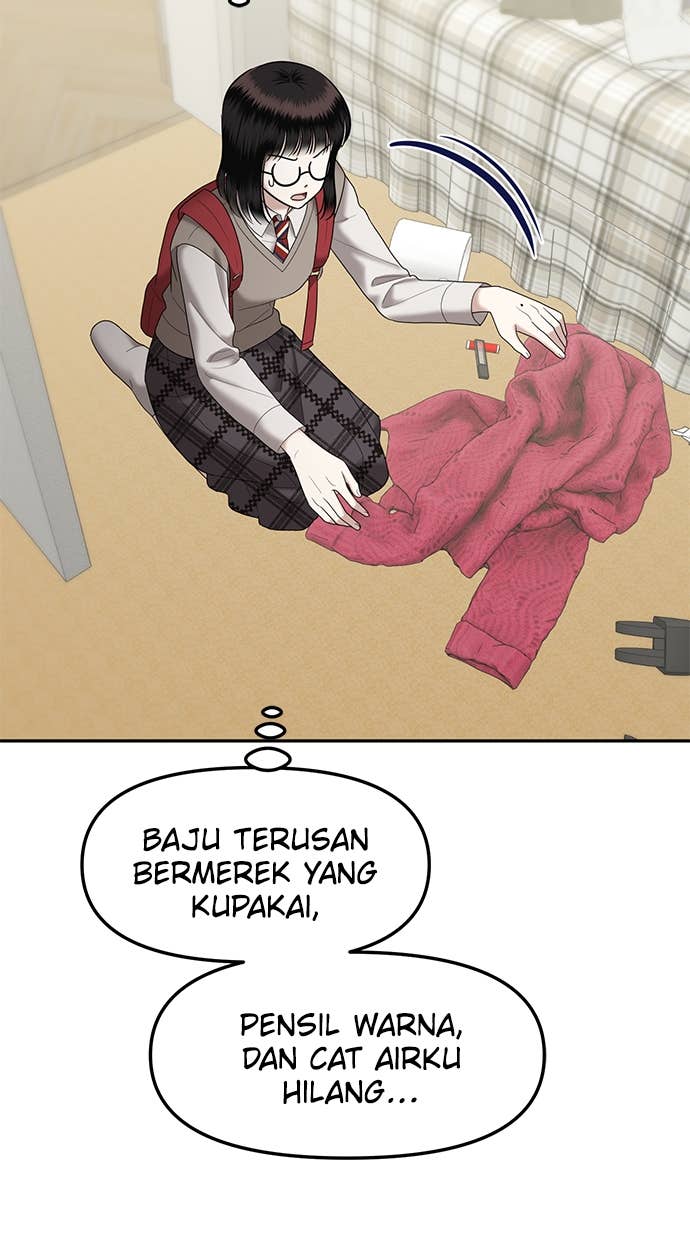 BAJU TERUSAN
BERMEREK YANG
KUPAKAI,
PENSIL WARNA,
DAN CAT AIRKU
HILANG...